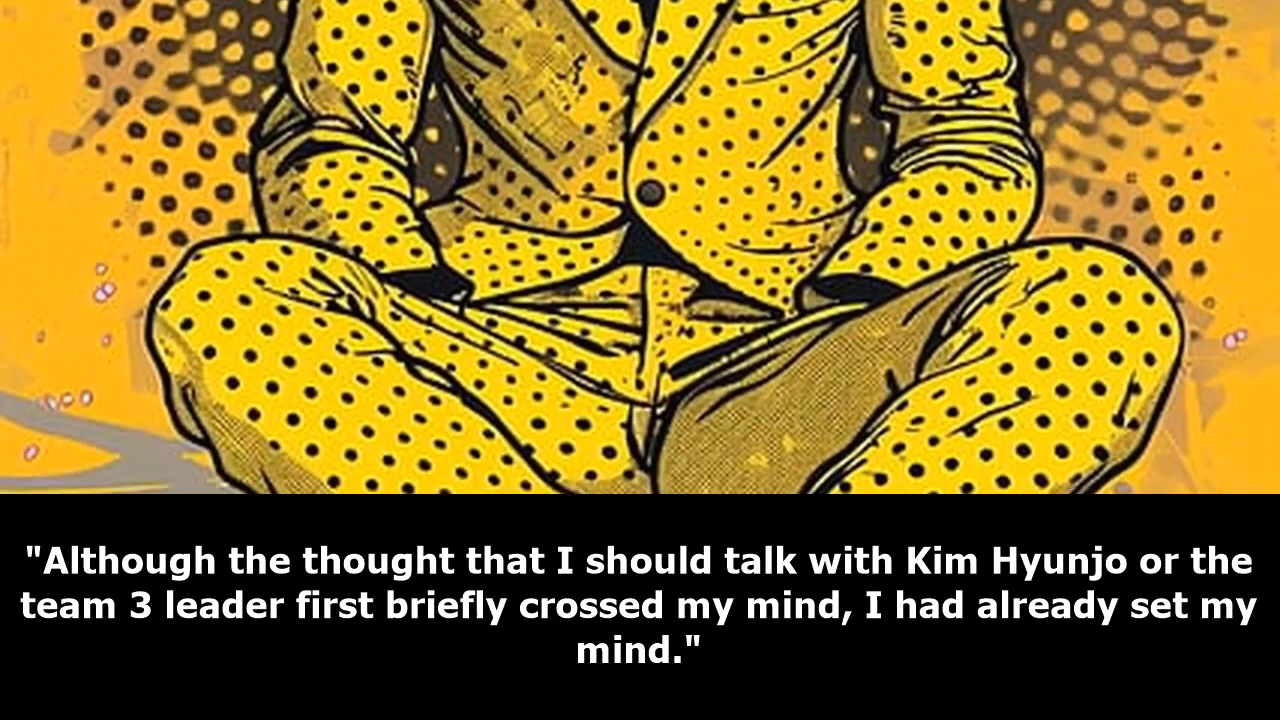 "Although the thought that I should talk with Kim Hyunjo or the
team 3 leader first briefly crossed my mind, I had already set my
mind."